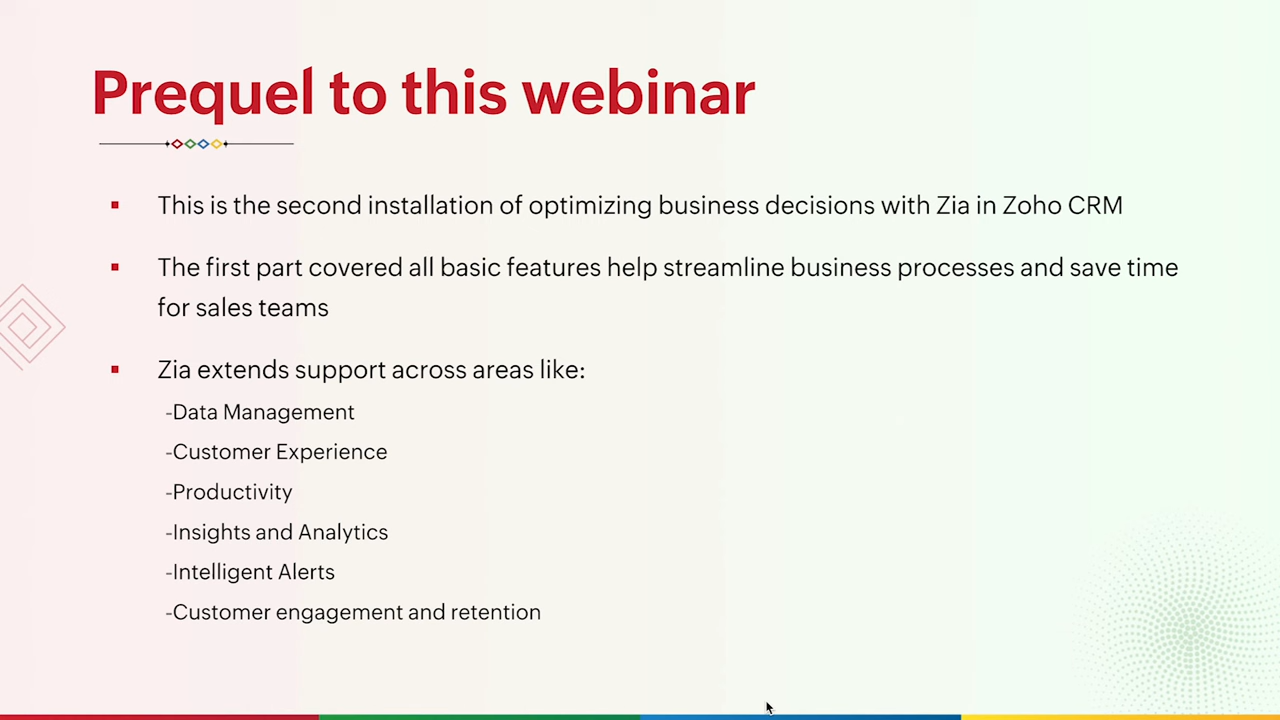 Prequel to this webinar
This is the second installation of optimizing business decisions with Zia in Zoho CRM
The first part covered all basic features help streamline business processes and save time
for sales teams
Zia extends support across areas like:
-Data Management
-Customer Experience
-Productivity
-Insights and Analytics
-Intelligent Alerts
-Customer engagement and retention